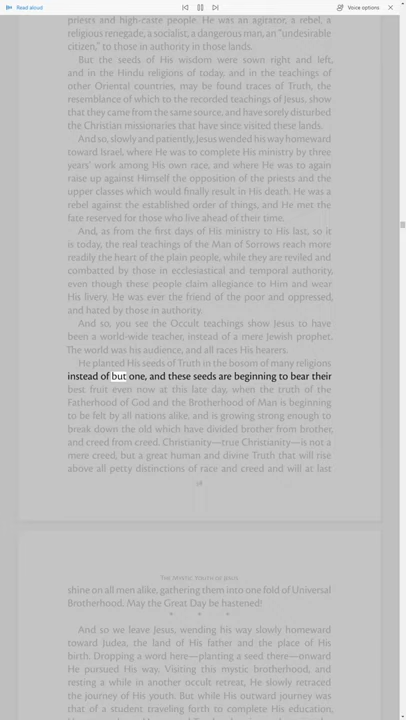 Read aloud
Voice options
priests and high-caste people. He was an agitator, a rebel, a
religious renegade, a socialist, a dangerous man, an “undesirable
citizen,” to those in authority in those lands.
But the seeds of His wisdom were sown right and left,
and in the Hindu religions of today, and in the teachings of
other Oriental countries, may be found traces of Truth, the
resemblance of which to the recorded teachings of Jesus, show
that they came from the same source, and have sorely disturbed
the Christian missionaries that have since visited these lands.
And so, slowly and patiently, Jesus wended his way homeward
toward Israel, where He was to complete His ministry by three
years’ work among His own race, and where He was to again
raise up against Himself the opposition of the priests and the
upper classes which would finally result in His death. He was a
rebel against the established order of things, and He met the
fate reserved for those who live ahead of their time.
And, as from the first days of His ministry to His last, so it
is today, the real teachings of the Man of Sorrows reach more
readily the heart of the plain people, while they are reviled and
combatted by those in ecclesiastical and temporal authority,
even though these people claim allegiance to Him and wear
His livery. He was ever the friend of the poor and oppressed,
and hated by those in authority.
And so, you see the Occult teachings show Jesus to have
been a world-wide teacher, instead of a mere Jewish prophet.
The world was his audience, and all races His hearers.
He planted His seeds of Truth in the bosom of many religions
instead of but one, and these seeds are beginning to bear their
best fruit even now at this late day, when the truth of the
Fatherhood of God and the Brotherhood of Man is beginning
to be felt by all nations alike, and is growing strong enough to
break down the old which have divided brother from brother,
and creed from creed. Christianity—true Christianity—is not a
mere creed, but a great human and divine Truth that will rise
above all petty distinctions of race and creed and will at last
The Mystic Youth of Jesus
shine on all men alike, gathering them into one fold of Universal
Brotherhood. May the Great Day be hastened!
* * *
And so we leave Jesus, wending his way slowly homeward
toward Judea, the land of His father and the place of His
birth. Dropping a word here—planting a seed there—onward
He pursued His way. Visiting this mystic brotherhood, and
resting a while in another occult retreat, He slowly retraced
the journey of His youth. But while His outward journey was
that of a student traveling forth to complete His education,